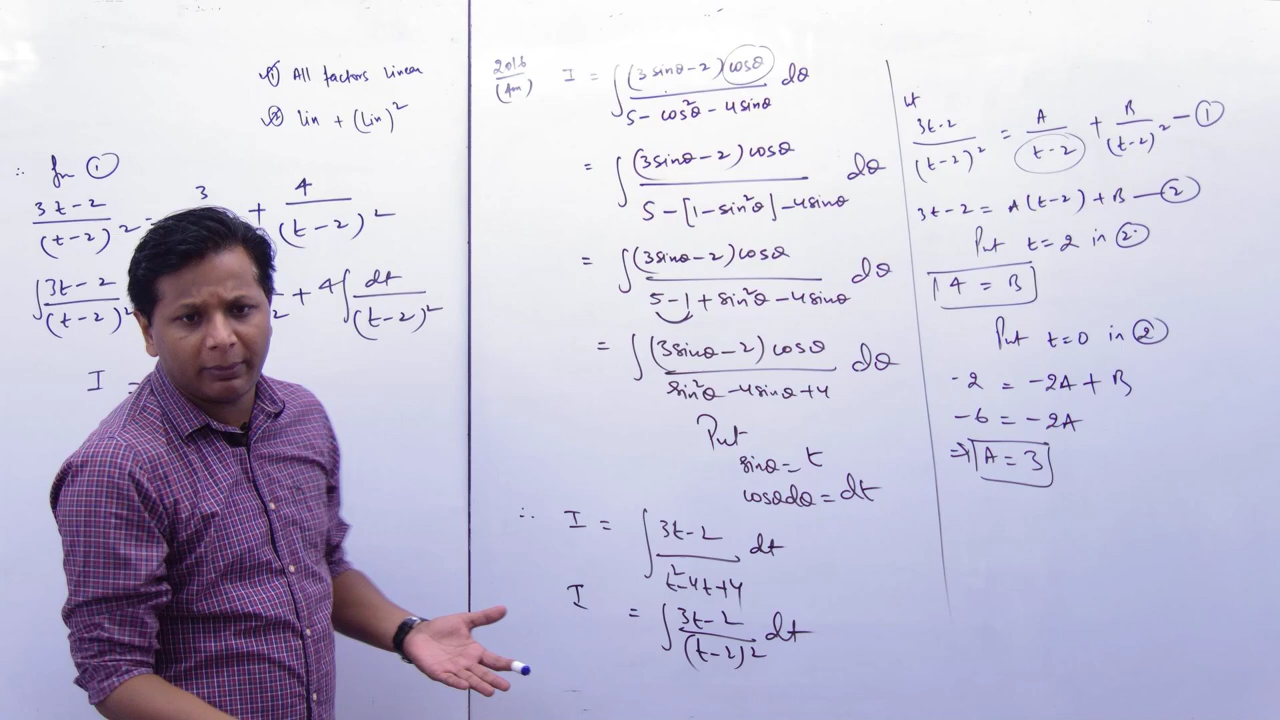 ① All factors linear
② Lin + (Lin)²
∴ fm ①
3t-2/(t-2)² = 3 + 4/(t-2)²
∫ 3t-2/(t-2)² + 4∫ dt/(t-2)²
I =
2016 (4m) I = ∫ (3sinθ-2)cosθ/5-cos²θ-4sinθ dθ
= ∫ (3sinθ-2)cosθ/5-[1-sin²θ]-4sinθ dθ
= ∫ (3sinθ-2)cosθ/5-1+sin²θ-4sinθ dθ
= ∫ (3sinθ-2)cosθ/sin²θ-4sinθ+4 dθ
Put
sinθ = t
cosθdθ = dt
∴ I = ∫ 3t-2/t²-4t+4 dt
I = ∫ 3t-2/(t-2)² dt
let
3t-2/(t-2)² = A/t-2 + B/(t-2)² — ①
3t-2 = A(t-2) + B — ②
Put t=2 in ②
4 = B
Put t=0 in ②
-2 = -2A + B
-6 = -2A
⇒ A = 3